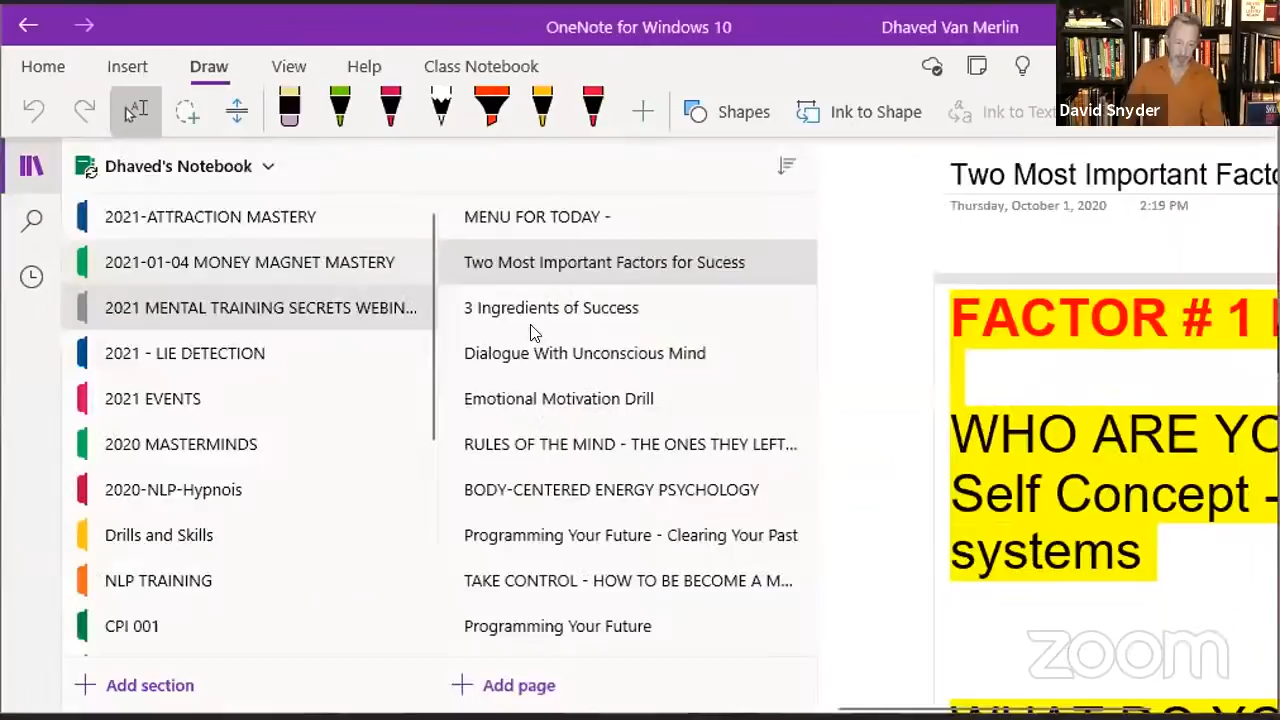 OneNote for Windows 10
Dhaved Van Merlin
Home
Insert
Draw
View
Help
Class Notebook
Shapes
Ink to Shape
Ink to Text
David Snyder
Dhaved's Notebook
2021-ATTRACTION MASTERY
2021-01-04 MONEY MAGNET MASTERY
2021 MENTAL TRAINING SECRETS WEBIN...
2021 - LIE DETECTION
2021 EVENTS
2020 MASTERMINDS
2020-NLP-Hypnois
Drills and Skills
NLP TRAINING
CPI 001
Add section
MENU FOR TODAY -
Two Most Important Factors for Sucess
3 Ingredients of Success
Dialogue With Unconscious Mind
Emotional Motivation Drill
RULES OF THE MIND - THE ONES THEY LEFT...
BODY-CENTERED ENERGY PSYCHOLOGY
Programming Your Future - Clearing Your Past
TAKE CONTROL - HOW TO BE BECOME A M...
Programming Your Future
Add page
Two Most Important Facto
Thursday, October 1, 2020 2:19 PM
FACTOR # 1
WHO ARE YO
Self Concept -
systems
zoom